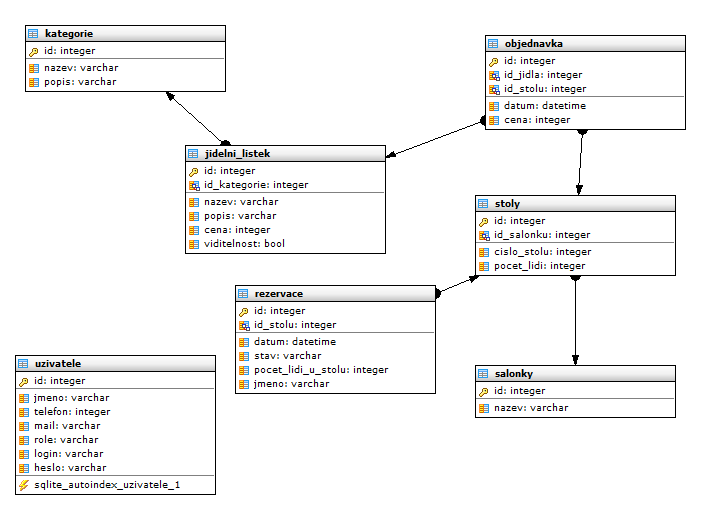 kategorie
id: integer
nazev: varchar
popis: varchar
objednavka
id: integer
id_jidla: integer
id_stolu: integer
datum: datetime
cena: integer
jidelni_listek
id: integer
id_kategorie: integer
nazev: varchar
popis: varchar
cena: integer
viditelnost: bool
stoly
id: integer
id_salonku: integer
cislo_stolu: integer
pocet_lidi: integer
rezervace
id: integer
id_stolu: integer
datum: datetime
stav: varchar
pocet_lidi_u_stolu: integer
jmeno: varchar
uzivatele
id: integer
jmeno: varchar
telefon: integer
mail: varchar
role: varchar
login: varchar
heslo: varchar
sqlite_autoindex_uzivatele_1
salonky
id: integer
nazev: varchar